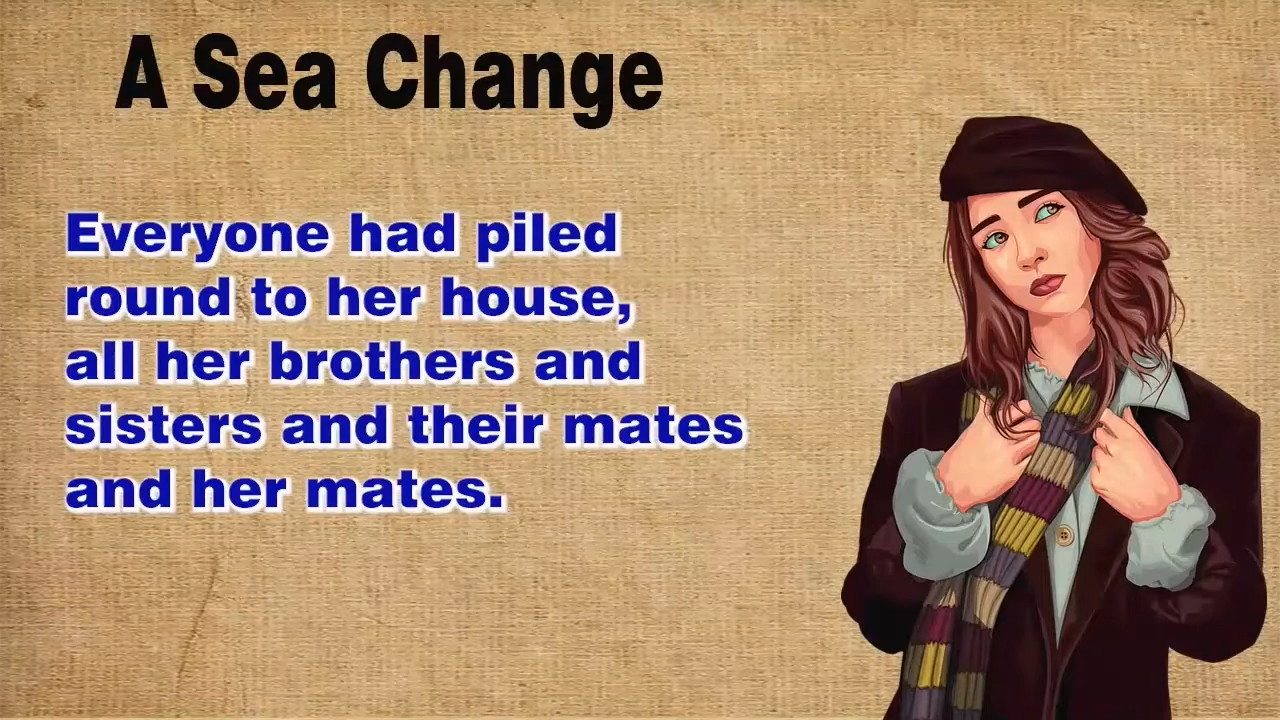 A Sea Change
Everyone had piled
round to her house,
all her brothers and
sisters and their mates
and her mates.